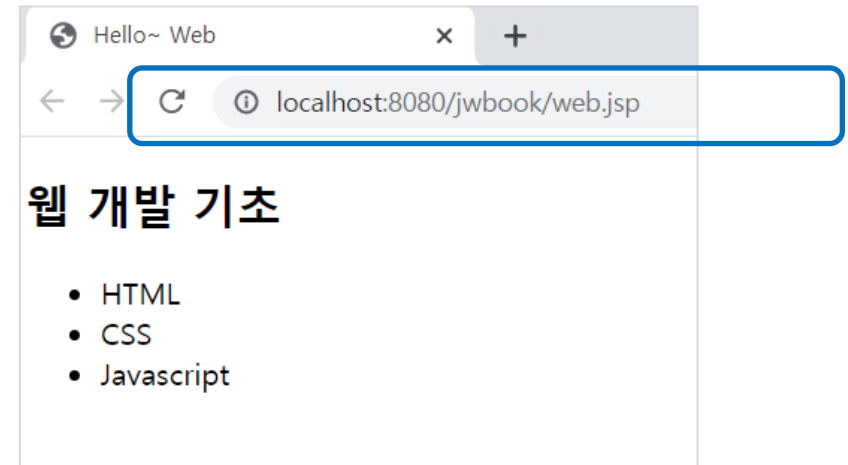 Hello~ Web
localhost:8080/jwbook/web.jsp
웹 개발 기초
HTML
CSS
Javascript